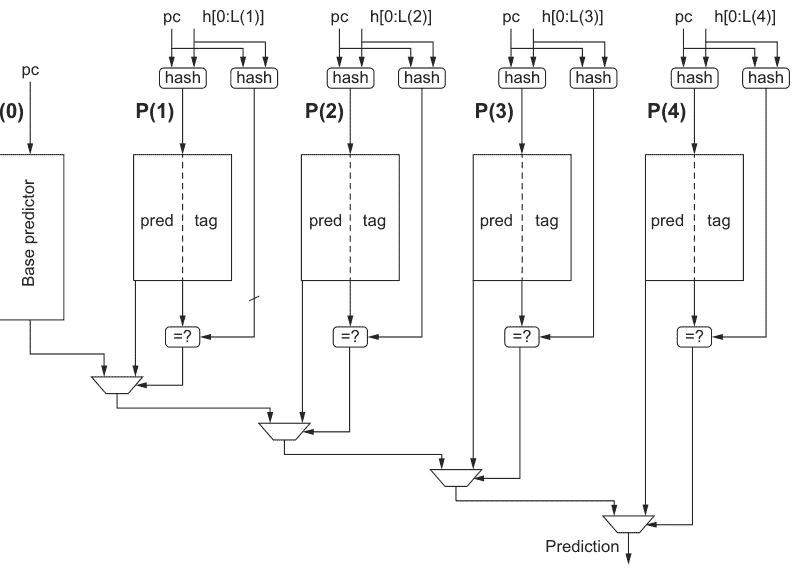 pc h[0:L(1)] pc h[0:L(2)] pc h[0:L(3)] pc h[0:L(4)]
pc
hash hash hash hash hash hash hash hash
(0) P(1) P(2) P(3) P(4)
Base predictor
pred tag pred tag pred tag pred tag
=? =? =? =?
Prediction